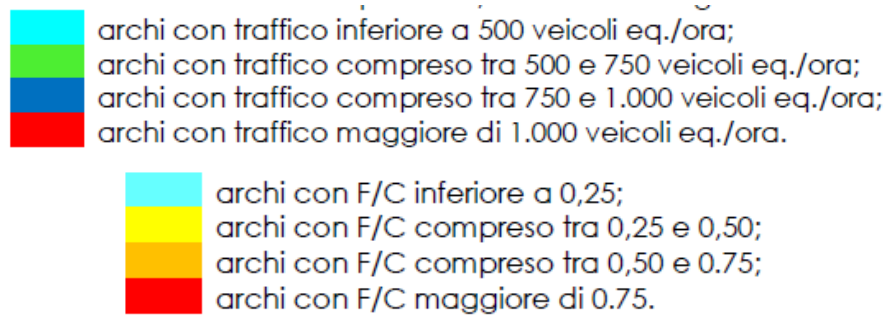 archi con traffico inferiore a 500 veicoli eq./ora;
archi con traffico compreso tra 500 e 750 veicoli eq./ora;
archi con traffico compreso tra 750 e 1.000 veicoli eq./ora;
archi con traffico maggiore di 1.000 veicoli eq./ora.
archi con F/C inferiore a 0,25;
archi con F/C compreso tra 0,25 e 0,50;
archi con F/C compreso tra 0,50 e 0.75;
archi con F/C maggiore di 0.75.